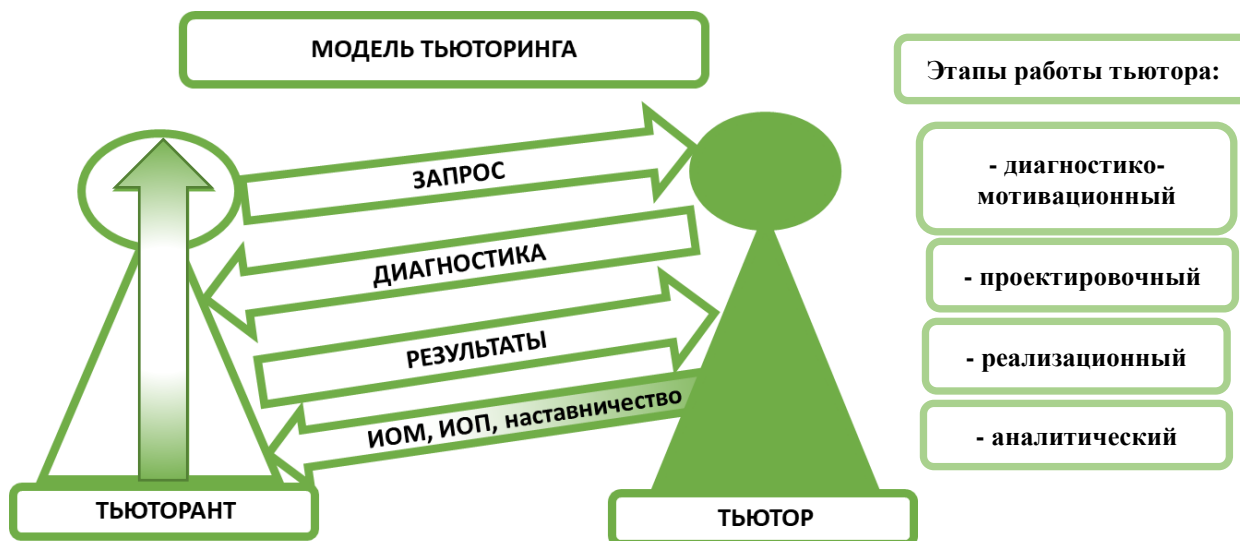 МОДЕЛЬ ТЬЮТОРИНГА
Этапы работы тьютора:
ЗАПРОС
ДИАГНОСТИКА
РЕЗУЛЬТАТЫ
ИОМ, ИОП, наставничество
- диагностико-
мотивационный
- проектировочный
- реализационный
- аналитический
ТЬЮТОРАНТ
ТЬЮТОР